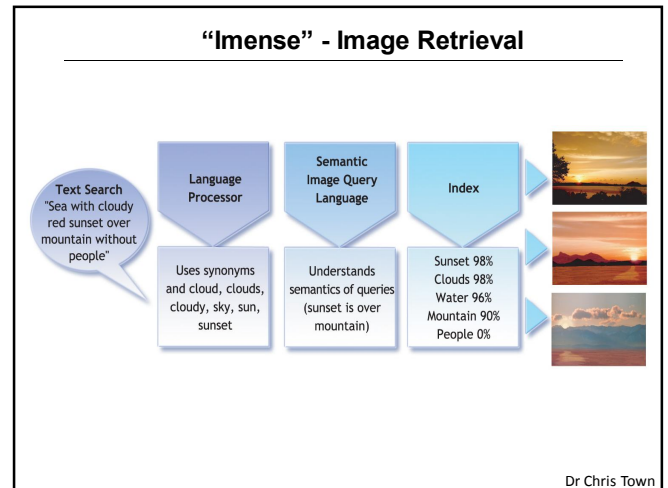 “Imense” - Image Retrieval
Text Search
"Sea with cloudy
red sunset over
mountain without
people"
Language
Processor
Uses synonyms
and cloud, clouds,
cloudy, sky, sun,
sunset
Semantic
Image Query
Language
Understands
semantics of queries
(sunset is over
mountain)
Index
Sunset 98%
Clouds 98%
Water 96%
Mountain 90%
People 0%
Dr Chris Town